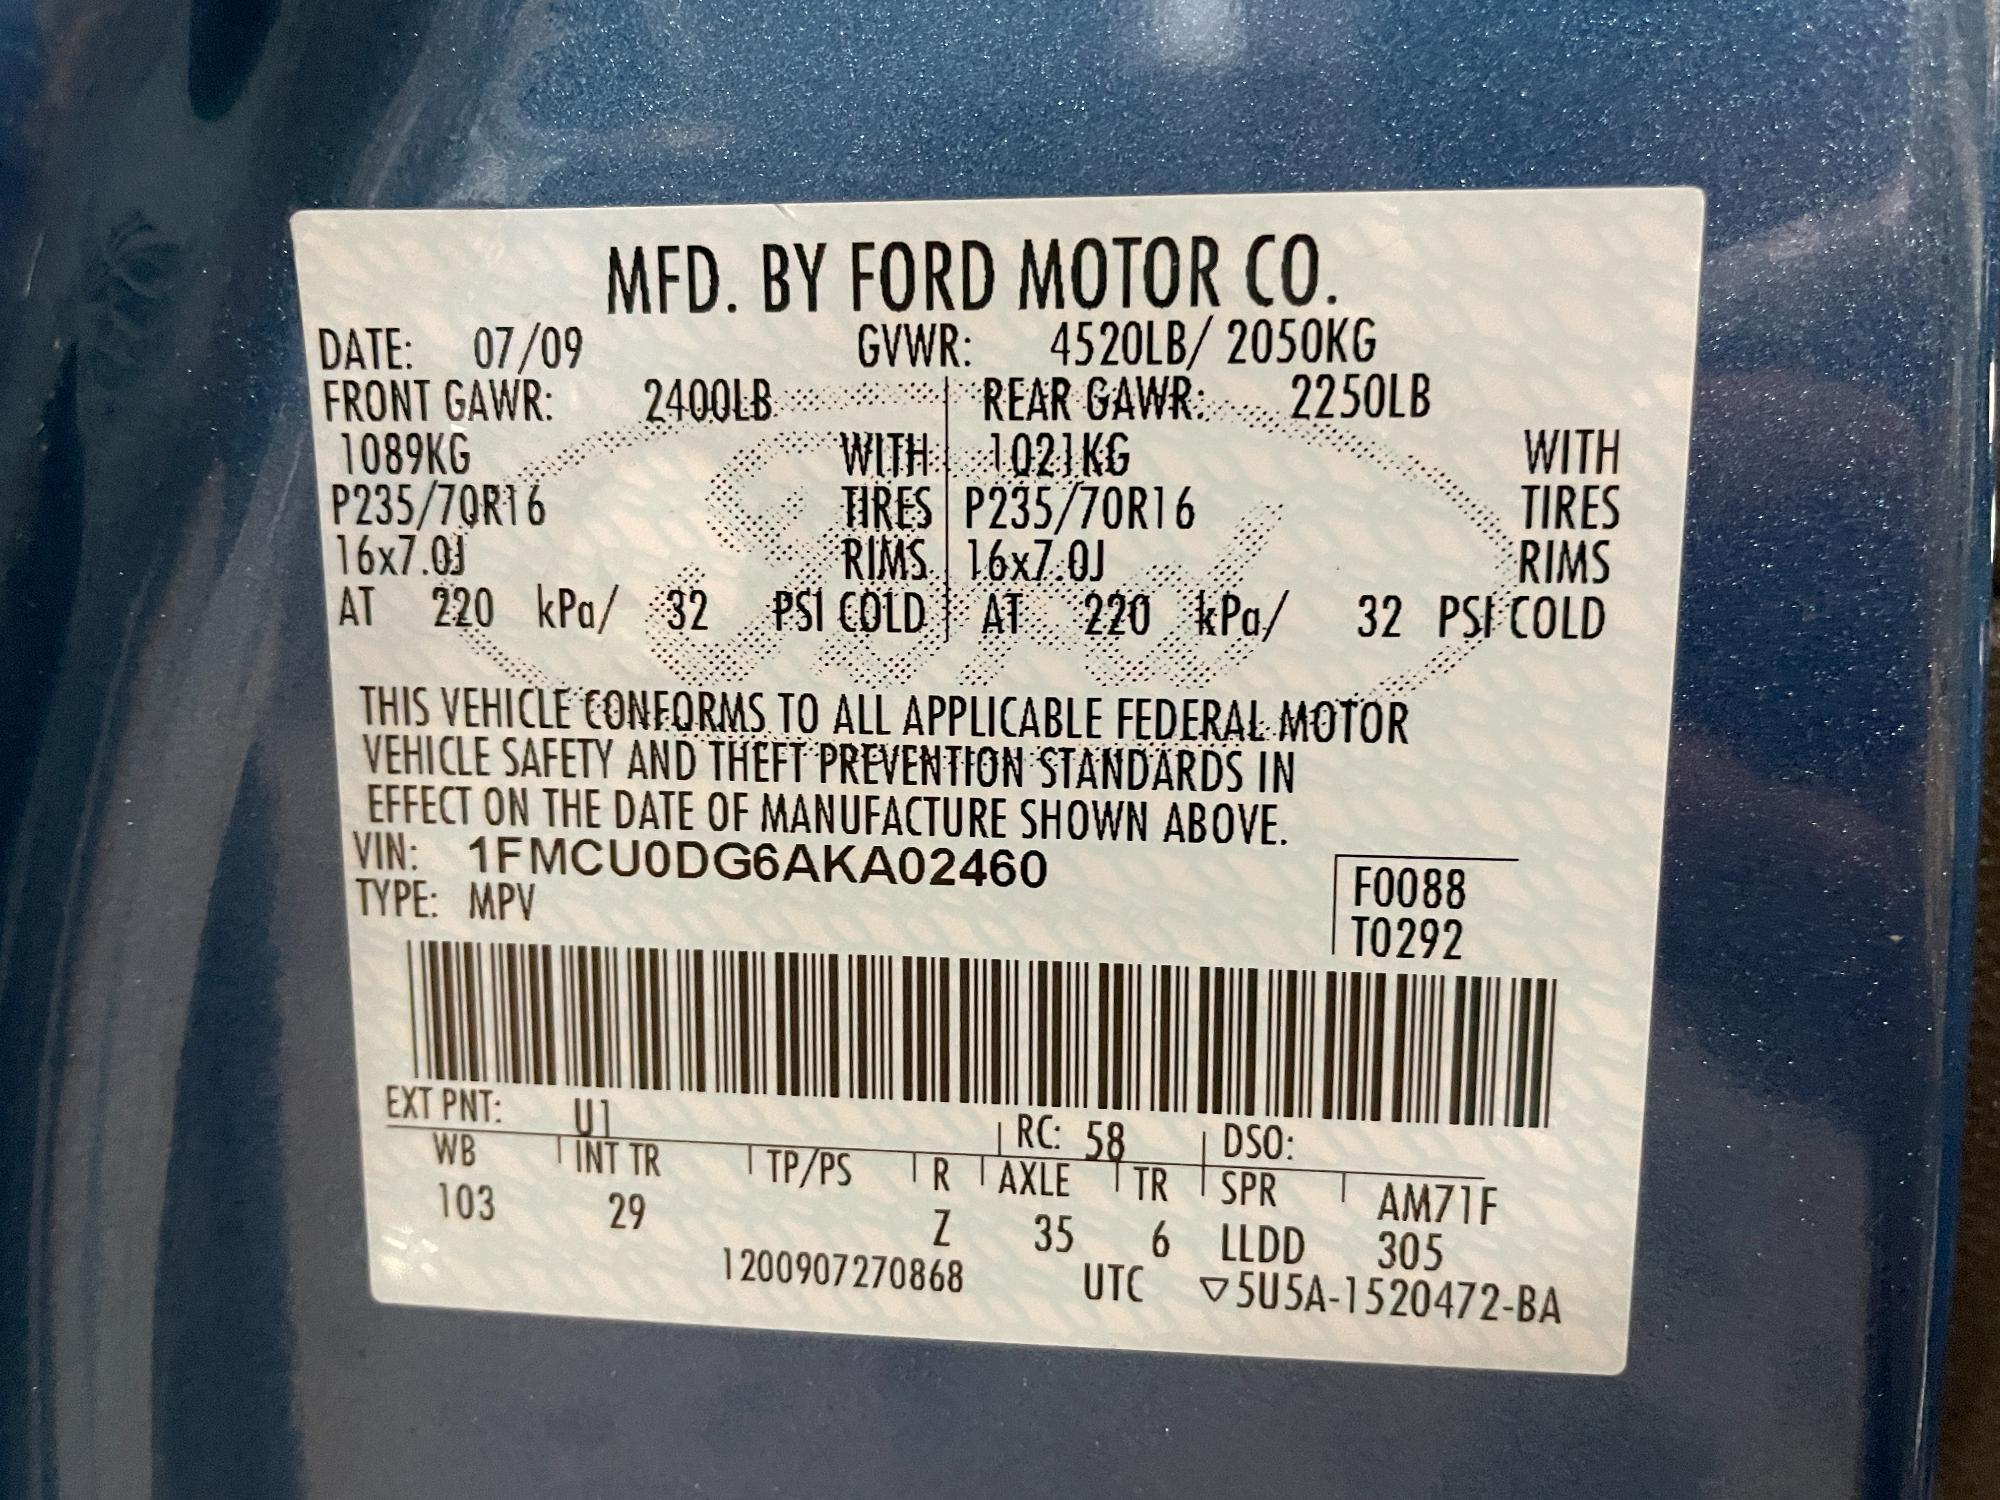 MFD. BY FORD MOTOR CO.
DATE: 07/09 GVWR: 4520LB/ 2050KG
FRONT GAWR: 2400LB REAR GAWR: 2250LB
1089KG WITH 1021KG WITH
P235/70R16 TIRES P235/70R16 TIRES
16x7.0J RIMS 16x7.0J RIMS
AT 220 kPa/ 32 PSI COLD AT 220 kPa/ 32 PSI COLD
THIS VEHICLE CONFORMS TO ALL APPLICABLE FEDERAL MOTOR
VEHICLE SAFETY AND THEFT PREVENTION STANDARDS IN
EFFECT ON THE DATE OF MANUFACTURE SHOWN ABOVE.
VIN: 1FMCU0DG6AKA02460
TYPE: MPV
F0088
T0292
EXT PNT: U1 RC: 58 DSO:
WB INT TR TP/PS R AXLE TR SPR AM71F
103 29 Z 35 6 LLDD 305
1200907270868 UTC ▽5U5A-1520472-BA